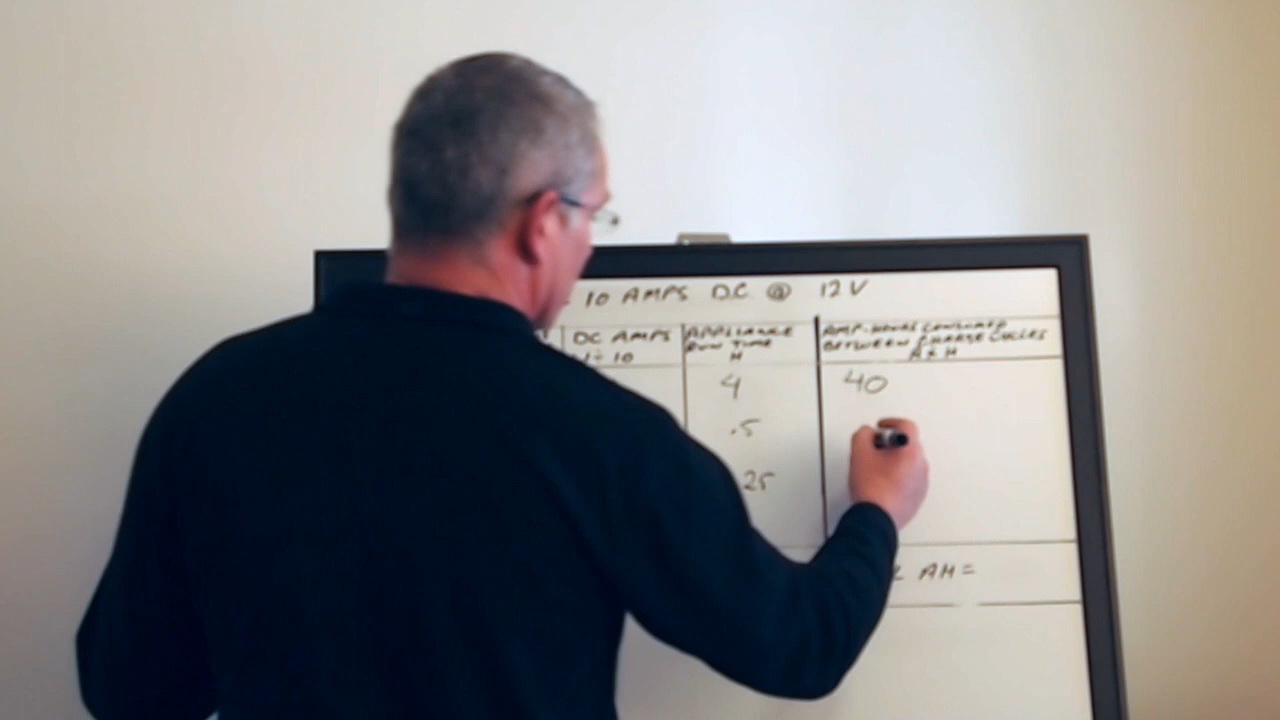 10 AMPS DC @ 12V
DC AMPS
÷ 10
APPLIANCE
RUN TIME
H
AMP-HOURS CONSUMED
BETWEEN CHARGE CYCLES
A x H
4
40
.5
25
AH =